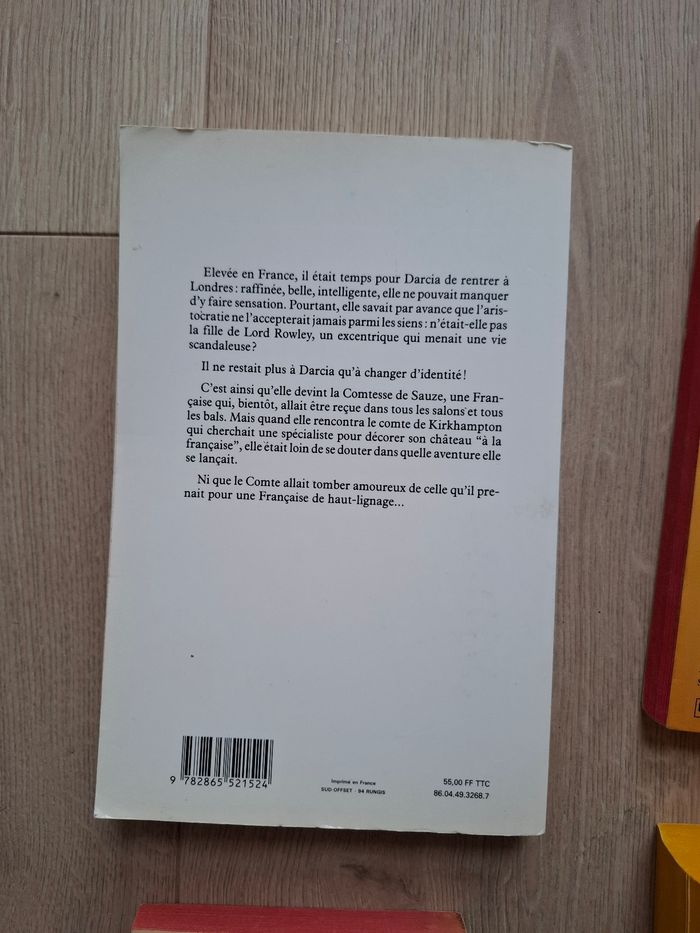 Elevée en France, il était temps pour Darcia de rentrer à
Londres : raffinée, belle, intelligente, elle ne pouvait manquer
d'y faire sensation. Pourtant, elle savait par avance que l'aris-
tocratie ne l'accepterait jamais parmi les siens : n'était-elle pas
la fille de Lord Rowley, un excentrique qui menait une vie
scandaleuse ?
Il ne restait plus à Darcia qu'à changer d'identité !
C'est ainsi qu'elle devint la Comtesse de Sauze, une Fran-
çaise qui, bientôt, allait être reçue dans tous les salons et tous
les bals. Mais quand elle rencontra le comte de Kirkhampton
qui cherchait une spécialiste pour décorer son château "à la
française", elle était loin de se douter dans quelle aventure elle
se lançait.
Ni que le Comte allait tomber amoureux de celle qu'il pre-
nait pour une Française de haut-lignage...
9 782865 521524
Imprimé en France
SUD OFFSET : 94 RUNGIS
55,00 FF TTC
86.04.49.3268.7